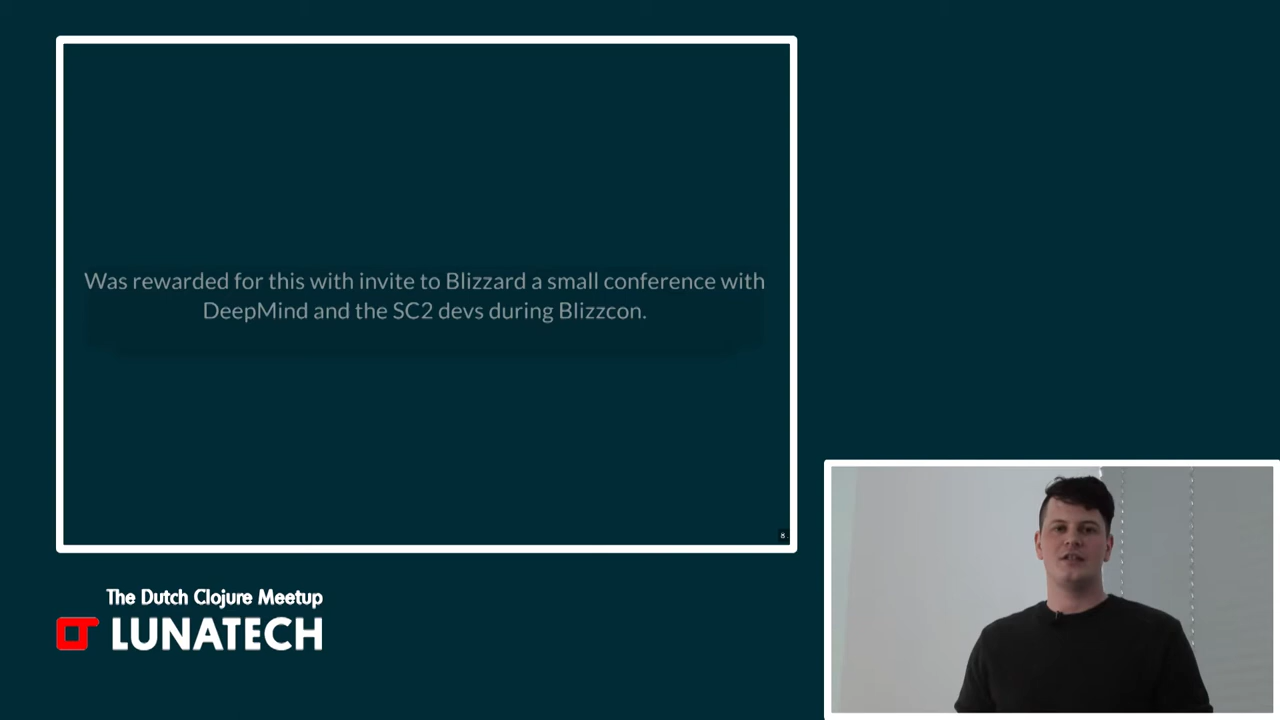 Was rewarded for this with invite to Blizzard a small conference with
DeepMind and the SC2 devs during Blizzcon.
8
The Dutch Clojure Meetup
LUNATECH